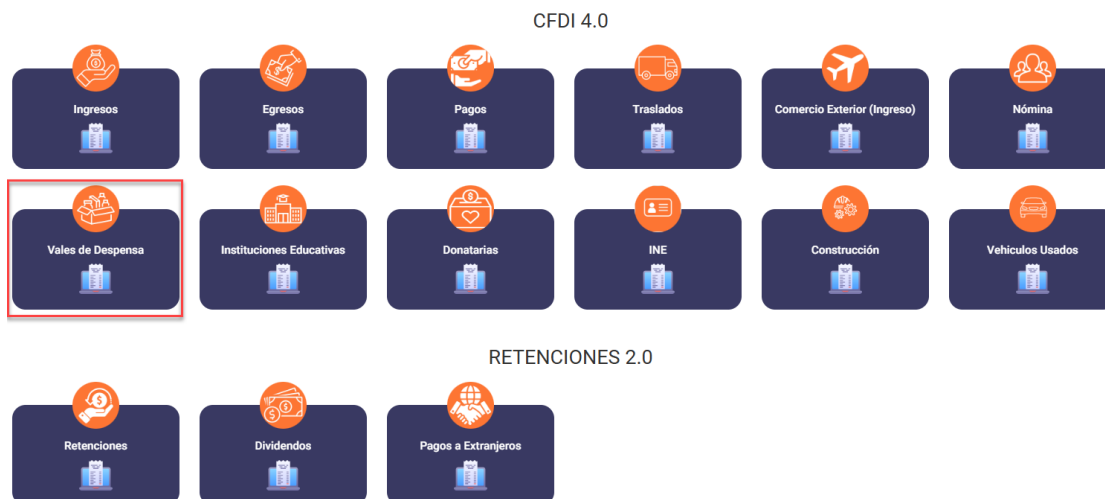 CFDI 4.0
Ingresos
Egresos
Pagos
Traslados
Comercio Exterior (Ingreso)
Nómina
Vales de Despensa
Instituciones Educativas
Donatarias
INE
Construcción
Vehiculos Usados
RETENCIONES 2.0
Retenciones
Dividendos
Pagos a Extranjeros